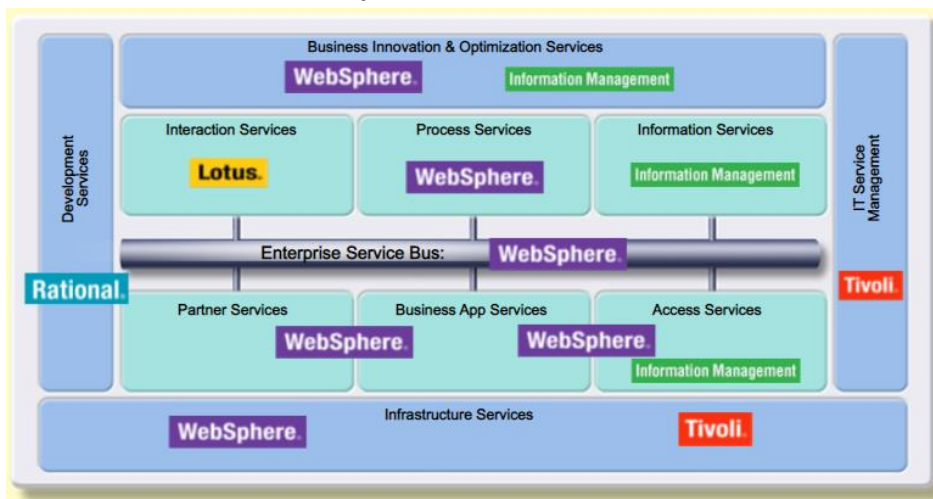 Business Innovation & Optimization Services
WebSphere.
Information Management
Development
Services
IT Service
Management
Interaction Services
Lotus.
Process Services
WebSphere.
Information Services
Information Management
Enterprise Service Bus:
WebSphere.
Rational.
Tivoli.
Partner Services
WebSphere.
Business App Services
WebSphere.
Access Services
Information Management
Infrastructure Services
WebSphere.
Tivoli.